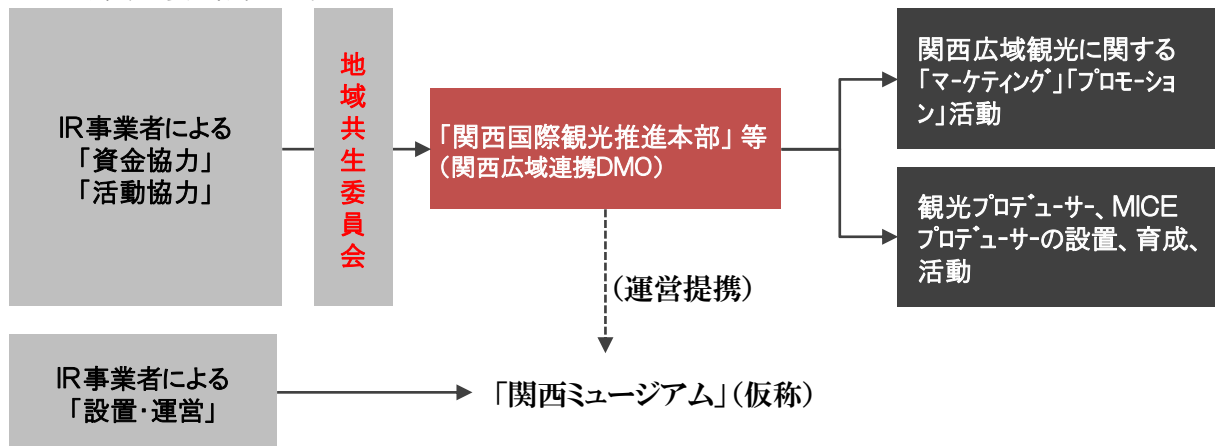 IR事業者による
「資金協力」
「活動協力」
地域共生委員会
「関西国際観光推進本部」等
（関西広域連携DMO）
関西広域観光に関する
「マーケティング」「プロモーショ
ン」活動
観光プロデューサー、MICE
プロデューサーの設置、育成、
活動
（運営提携）
IR事業者による
「設置・運営」
「関西ミュージアム」（仮称）